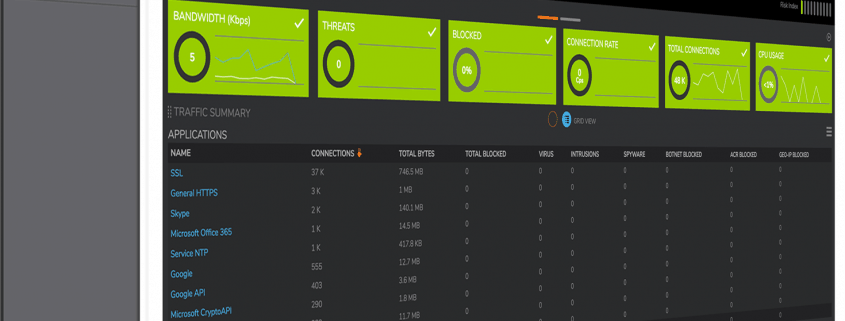 Risk Index
BANDWIDTH (Kbps)
5
THREATS
0
BLOCKED
0%
CONNECTION RATE
0
Cps
TOTAL CONNECTIONS
48 K
CPU USAGE
<1%
TRAFFIC SUMMARY
GRID VIEW
APPLICATIONS
NAME CONNECTIONS TOTAL BYTES TOTAL BLOCKED VIRUS INTRUSIONS SPYWARE BOTNET BLOCKED ACR BLOCKED GEO-IP BLOCKED
SSL 37 K 746.5 MB 0 0 0 0 0 0 0
General HTTPS 3 K 1 MB 0 0 0 0 0 0 0
Skype 2 K 140.1 MB 0 0 0 0 0 0 0
Microsoft Office 365 1 K 14.5 MB 0 0 0 0 0 0 0
Service NTP 1 K 417.8 KB 0 0 0 0 0 0 0
Google 555 12.7 MB 0 0 0 0 0 0 0
Google API 403 3.6 MB 0 0 0 0 0 0 0
Microsoft CryptoAPI 290 1.8 MB 0 0 0 0 0 0 0
11.7 MB 0 0 0 0 0 0 0